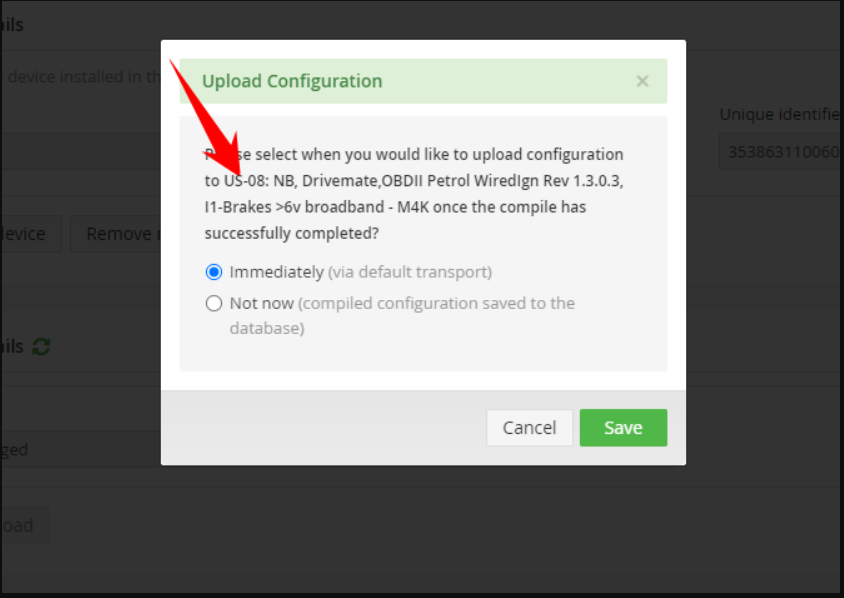 ils
device installed in th
Upload Configuration
×
Unique identifie
Please select when you would like to upload configuration
353863110060
to US-08: NB, Drivemate,OBDII Petrol WiredIgn Rev 1.3.0.3,
I1-Brakes >6v broadband - M4K once the compile has
successfully completed?
evice
Remove
Immediately (via default transport)
Not now (compiled configuration saved to the
database)
ils
Cancel
Save
ged
oad